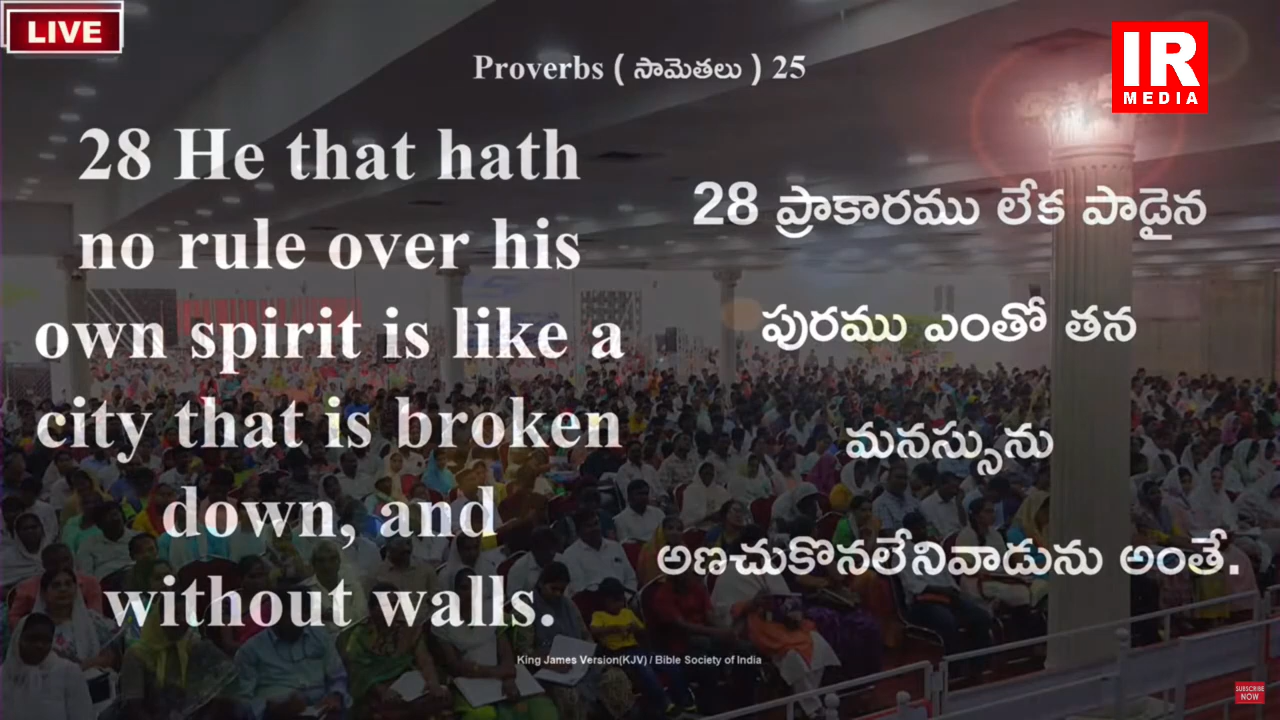 LIVE
IR
MEDIA
Proverbs ( సామెతలు ) 25
28 He that hath
no rule over his
own spirit is like a
city that is broken
down, and
without walls.
28 ప్రాకారము లేక పాడైన
పురము ఎంతో తన
మనస్సును
అణచుకొనలేనివాడును అంతే.
King James Version(KJV) / Bible Society of India
SUBSCRIBE
NOW